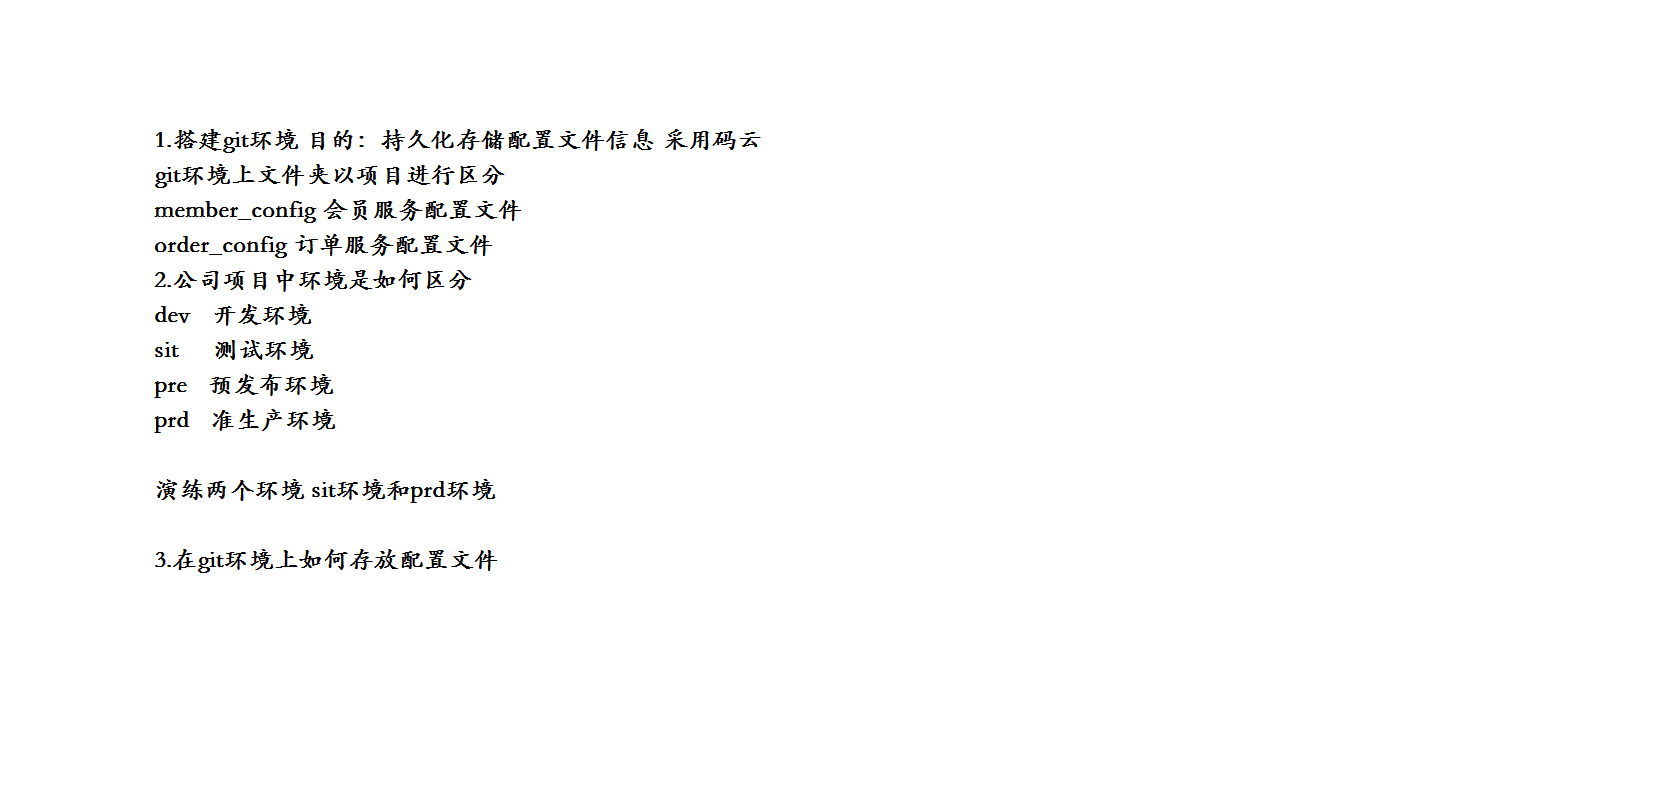 1.搭建git环境 目的：持久化存储配置文件信息 采用码云
git环境上文件夹以项目进行区分
member_config 会员服务配置文件
order_config 订单服务配置文件
2.公司项目中环境是如何区分
dev 开发环境
sit 测试环境
pre 预发布环境
prd 准生产环境
演练两个环境 sit环境和prd环境
3.在git环境上如何存放配置文件